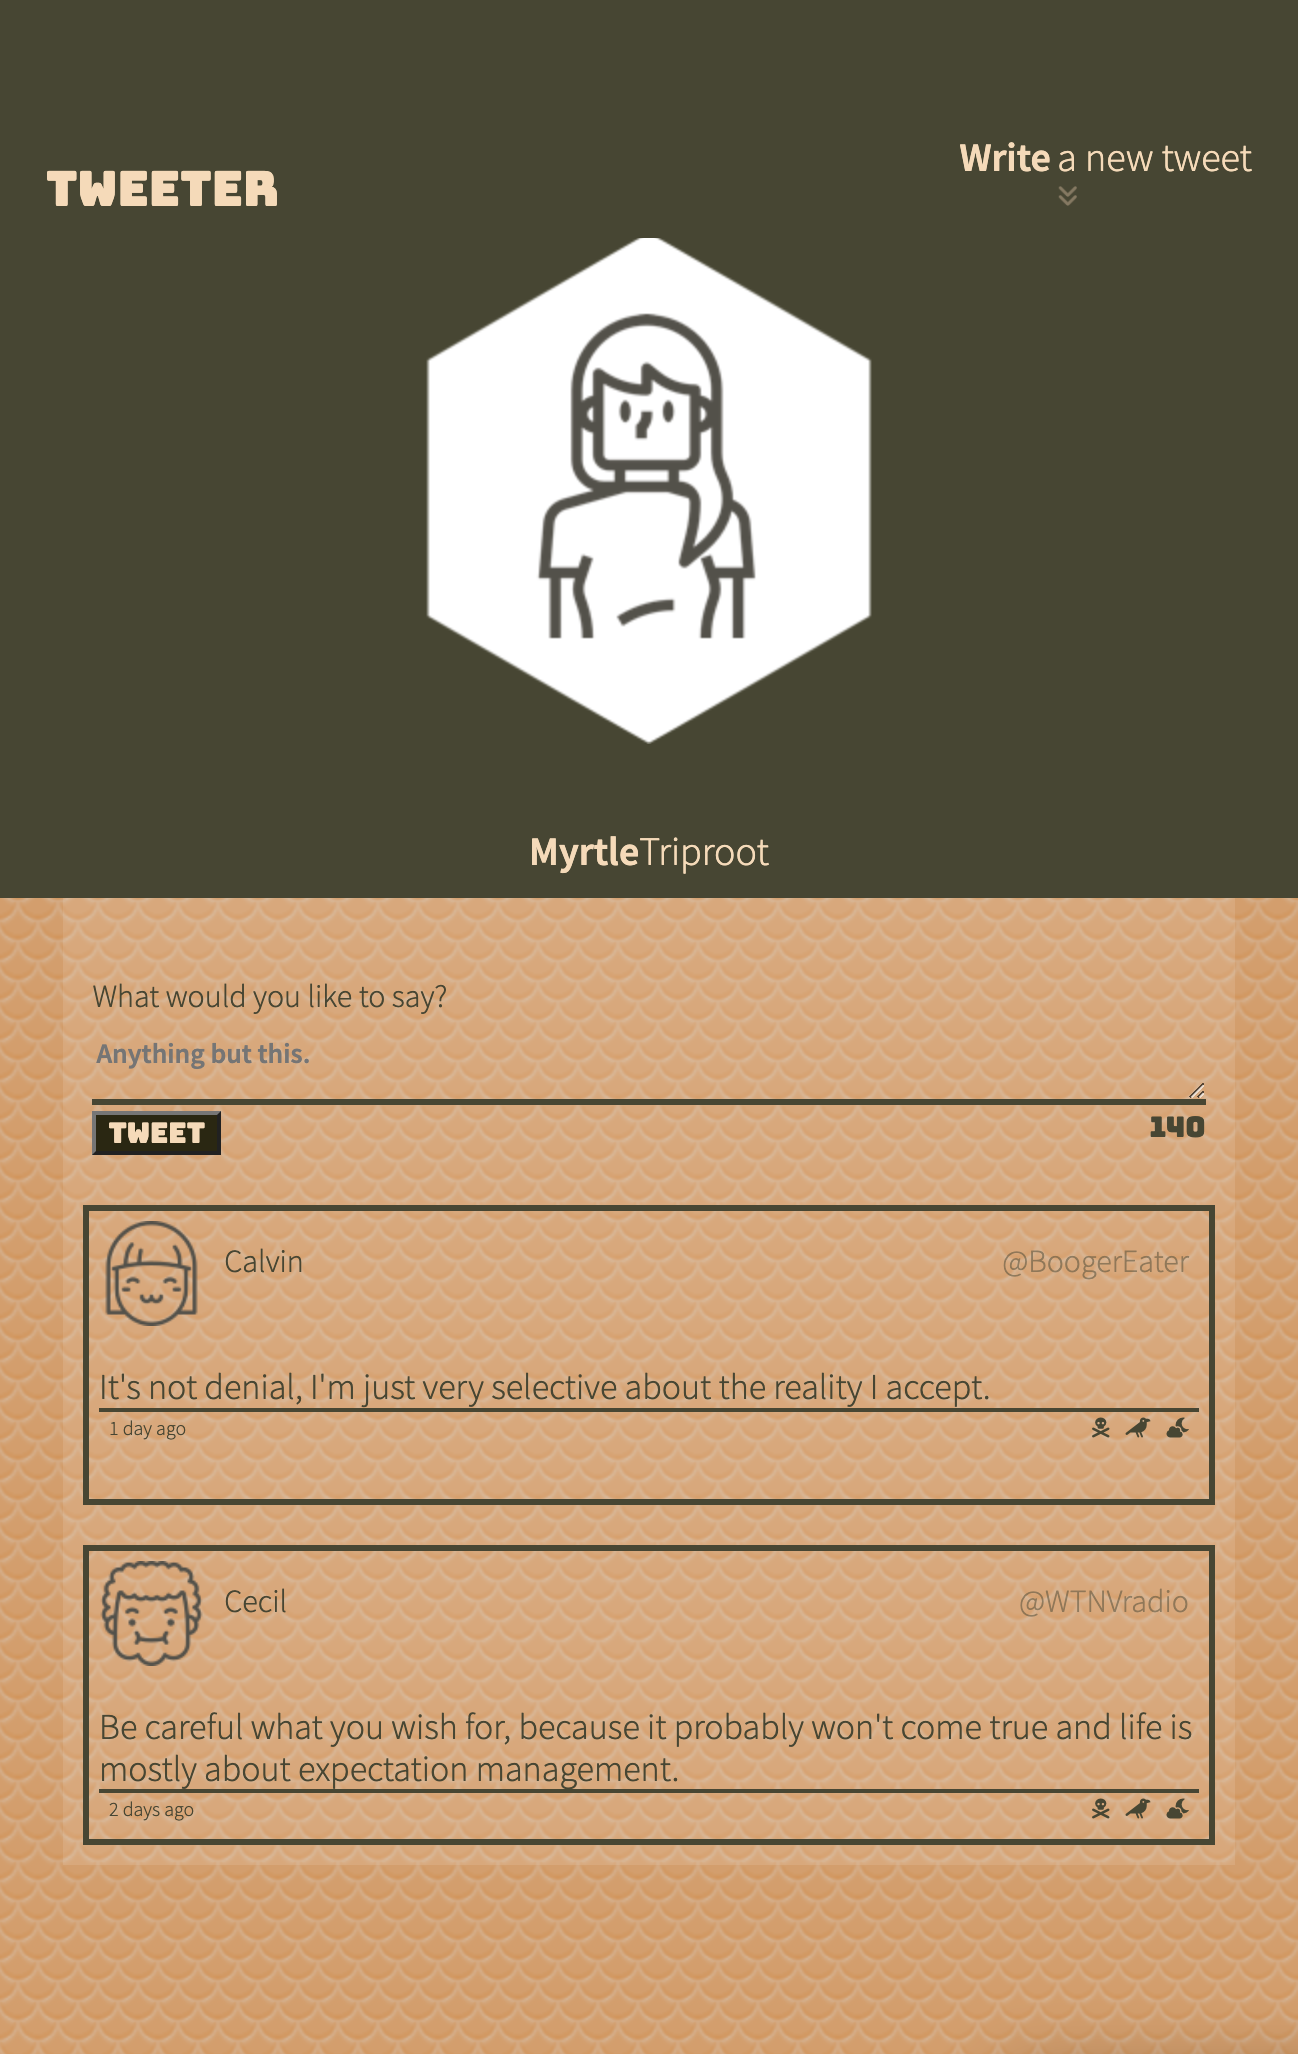 TWEETER
Write a new tweet
MyrtleTriproot
What would you like to say?
Anything but this.
TWEET
140
Calvin
@BoogerEater
It's not denial, I'm just very selective about the reality I accept.
1 day ago
Cecil
@WTNVradio
Be careful what you wish for, because it probably won't come true and life is
mostly about expectation management.
2 days ago